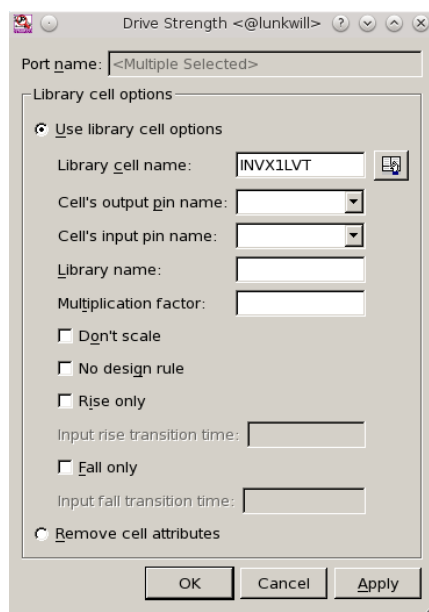 Drive Strength <@lunkwill>
Port name: <Multiple Selected>
Library cell options
Use library cell options
Library cell name: INVX1LVT
Cell's output pin name:
Cell's input pin name:
Library name:
Multiplication factor:
Don't scale
No design rule
Rise only
Input rise transition time:
Fall only
Input fall transition time:
Remove cell attributes
OK Cancel Apply